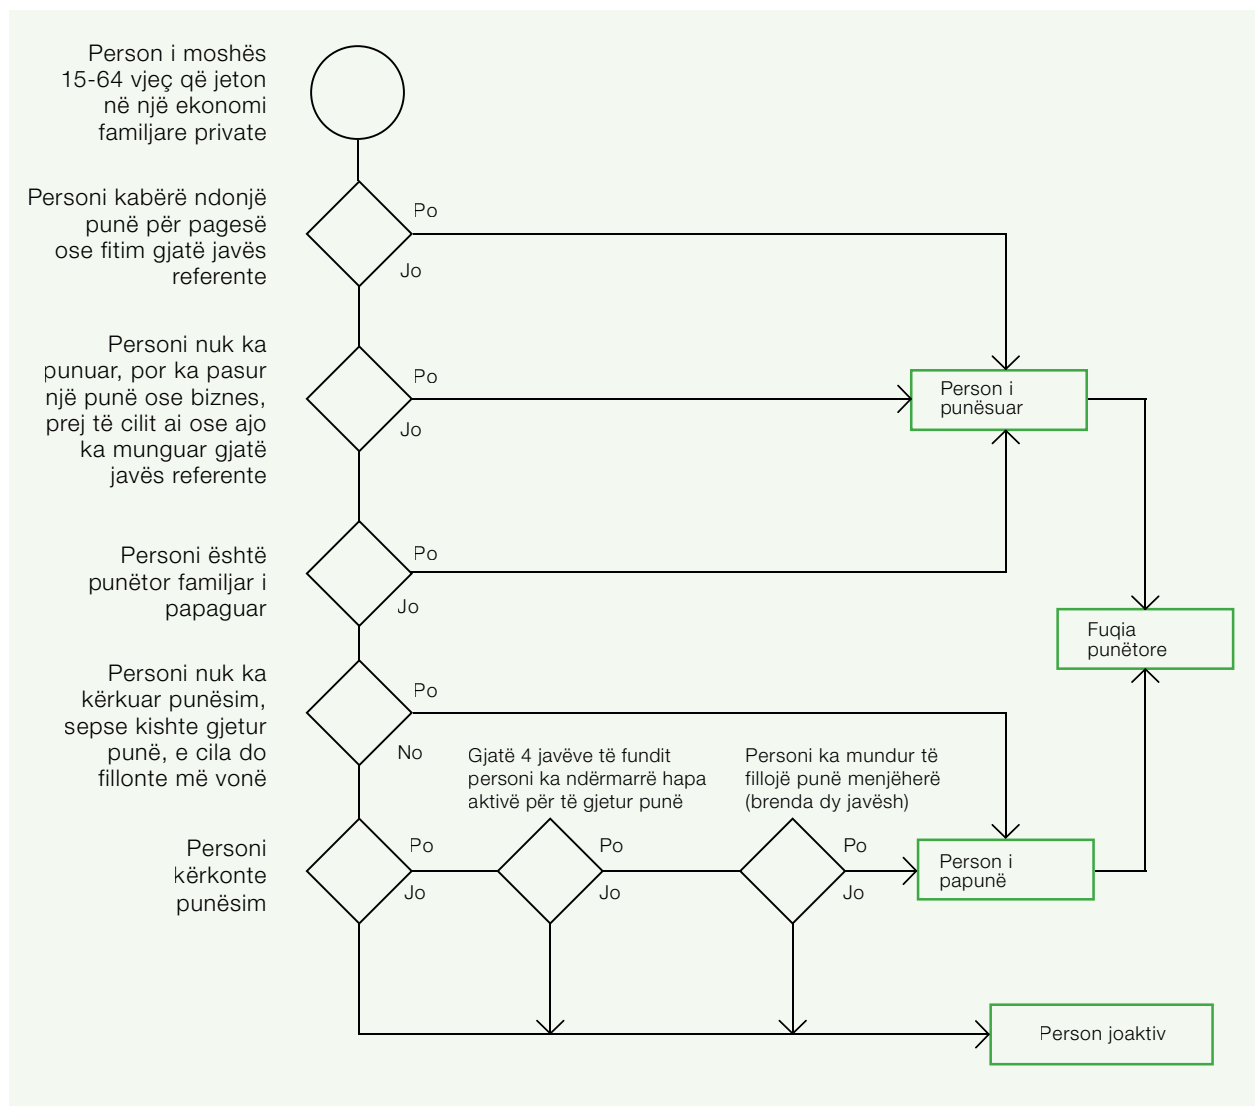 Person i moshës
15-64 vjeç që jeton
në një ekonomi
familjare private
Personi kabërë ndonjë
punë për pagesë
ose fitim gjatë javës
referente
Po
Jo
Personi nuk ka
punuar, por ka pasur
një punë ose biznes,
prej të cilit ai ose ajo
ka munguar gjatë
javës referente
Po
Jo
Person i
punësuar
Personi është
punëtor familjar i
papaguar
Po
Jo
Fuqia
punëtore
Personi nuk ka
kërkuar punësim,
sepse kishte gjetur
punë, e cila do
fillonte më vonë
Po
No
Gjatë 4 javëve të fundit
personi ka ndërmarrë hapa
aktivë për të gjetur punë
Personi ka mundur të
fillojë punë menjëherë
(brenda dy javësh)
Personi
kërkonte
punësim
Po
Jo
Po
Jo
Po
Jo
Person i
papunë
Person joaktiv